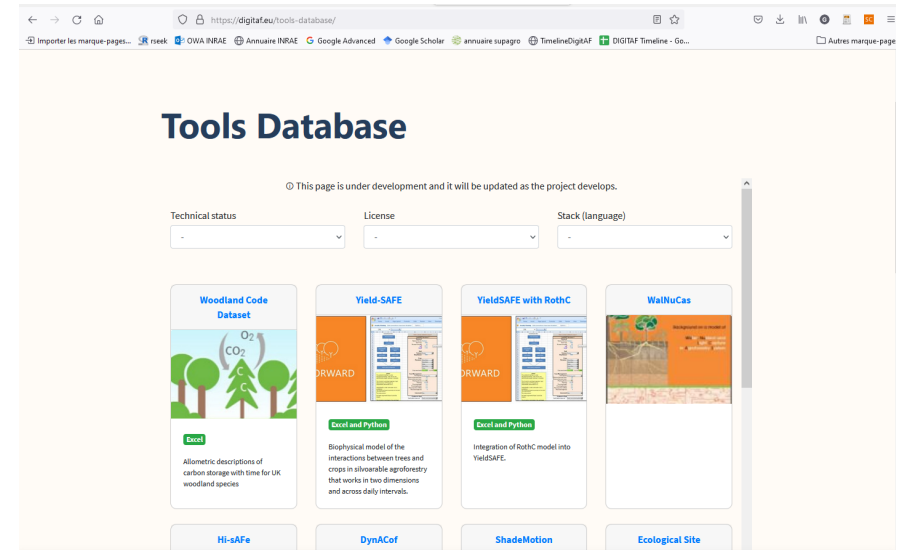 https://digitaf.eu/tools-database/
Importer les marque-pages...
rseek
OWA INRAE
Annuaire INRAE
Google Advanced
Google Scholar
annuaire supagro
TimelineDigitAF
DIGITAF Timeline - Go...
Autres marque-page
Tools Database
This page is under development and it will be updated as the project develops.
Technical status
License
Stack (language)
-
-
-
Woodland Code
Dataset
O2
CO2
C
C
C
Excel
Allometric descriptions of
carbon storage with time for UK
woodland species
Yield-SAFE
ORWARD
Excel and Python
Biophysical model of the
interactions between trees and
crops in silvoarable agroforestry
that works in two dimensions
and across daily intervals.
YieldSAFE with RothC
ORWARD
Excel and Python
Integration of RothC model into
YieldSAFE.
WalNuCas
Hi-sAFe
DynACof
ShadeMotion
Ecological Site